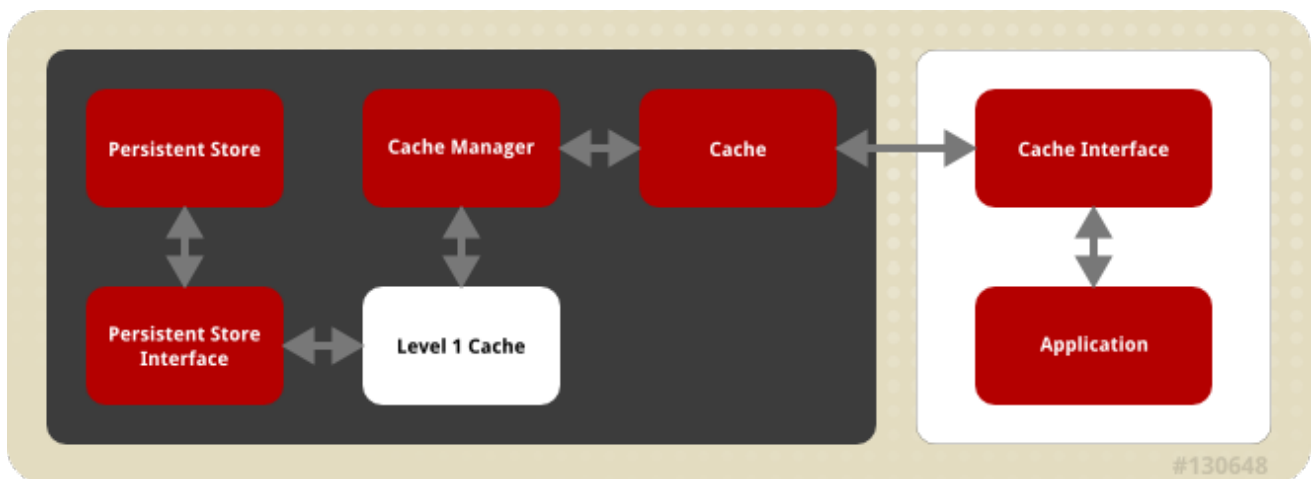 Persistent Store
Cache Manager
Cache
Cache Interface
Persistent Store
Interface
Level 1 Cache
Application
#130648